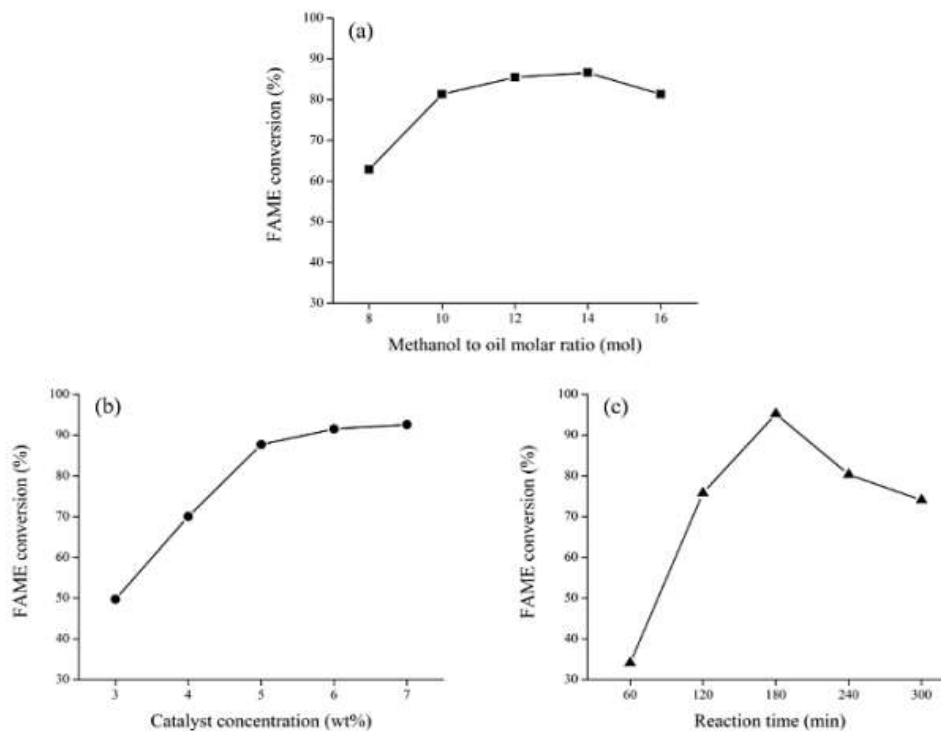 (a)
FAME conversion (%)
100
90
80
70
60
50
40
30
8 10 12 14 16
Methanol to oil molar ratio (mol)
(b)
FAME conversion (%)
100
90
80
70
60
50
40
30
3 4 5 6 7
Catalyst concentration (wt%)
(c)
FAME conversion (%)
100
90
80
70
60
50
40
30
60 120 180 240 300
Reaction time (min)